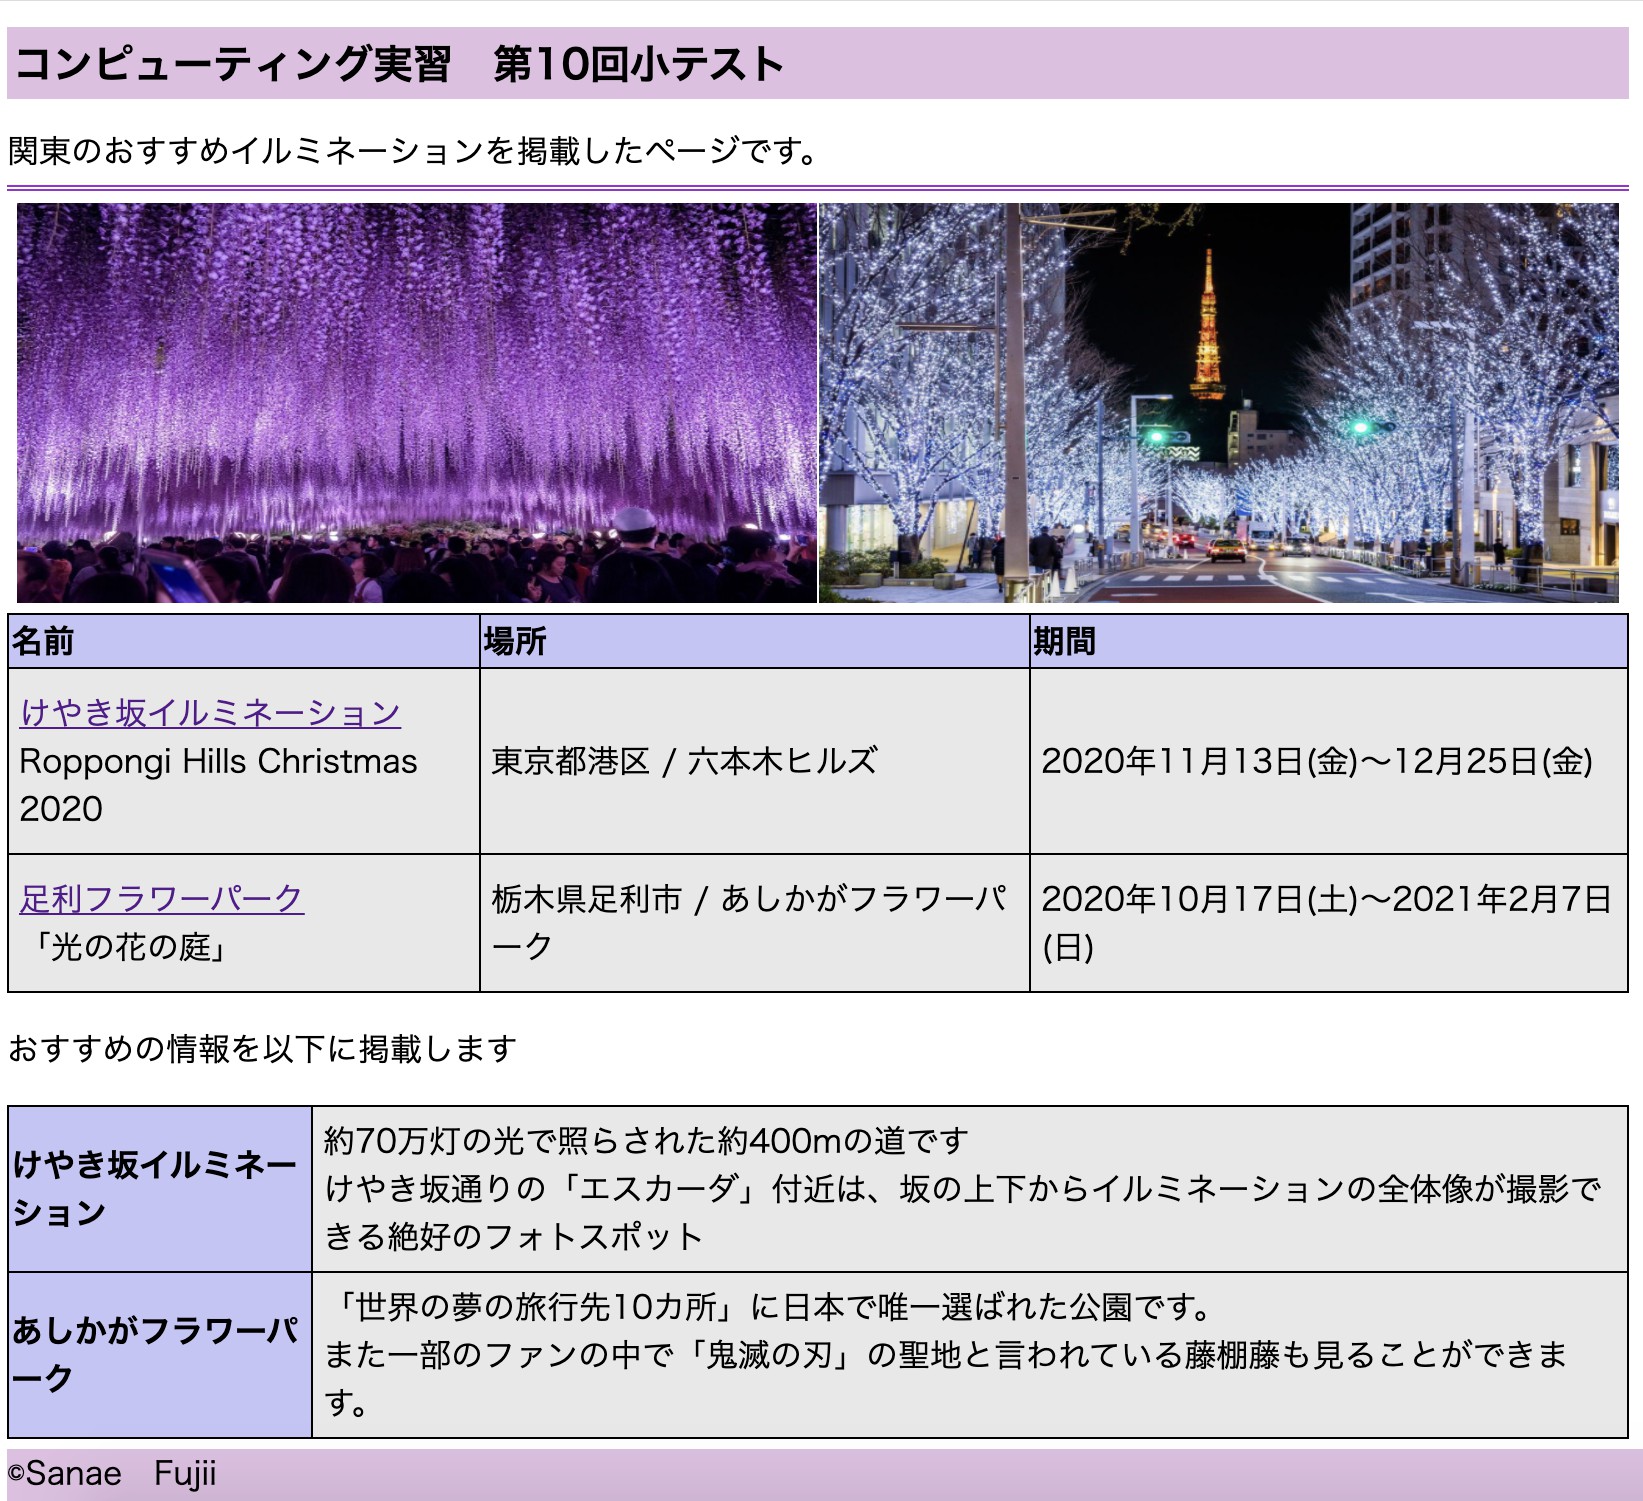 コンピューティング実習　第10回小テスト
関東のおすすめイルミネーションを掲載したページです。
名前
場所
期間
けやき坂イルミネーション
Roppongi Hills Christmas
2020
東京都港区 / 六本木ヒルズ
2020年11月13日(金)〜12月25日(金)
足利フラワーパーク
「光の花の庭」
栃木県足利市 / あしかがフラワーパ
ーク
2020年10月17日(土)〜2021年2月7日
(日)
おすすめの情報を以下に掲載します
けやき坂イルミネー
ション
約70万灯の光で照らされた約400mの道です
けやき坂通りの「エスカーダ」付近は、坂の上下からイルミネーションの全体像が撮影で
きる絶好のフォトスポット
あしかがフラワーパ
ーク
「世界の夢の旅行先10カ所」に日本で唯一選ばれた公園です。
また一部のファンの中で「鬼滅の刃」の聖地と言われている藤棚藤も見ることができま
す。
©Sanae　Fujii